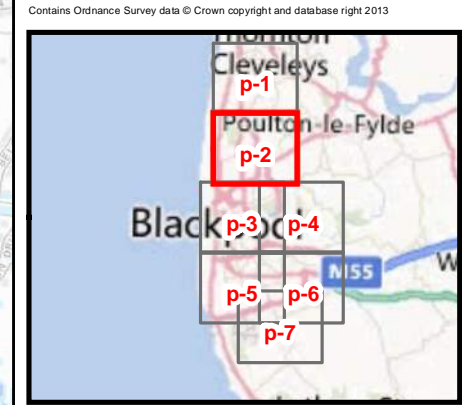 Contains Ordnance Survey data © Crown copyright and database right 2013
Thornton
Cleveleys
p-1
Poulton-le-Fylde
p-2
Blackpool
p-3
p-4
M55
p-5
p-6
p-7